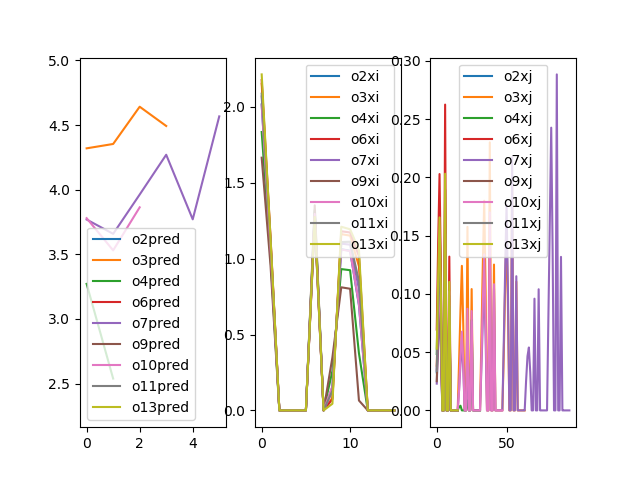 5.0
4.5
4.0
3.5
3.0
2.5
0
2
4
o2pred
o3pred
o4pred
o6pred
o7pred
o9pred
o10pred
o11pred
o13pred
2.0
1.5
1.0
0.5
0.0
0
10
o2xi
o3xi
o4xi
o6xi
o7xi
o9xi
o10xi
o11xi
o13xi
0.30
0.25
0.20
0.15
0.10
0.05
0.00
0
50
o2xj
o3xj
o4xj
o6xj
o7xj
o9xj
o10xj
o11xj
o13xj